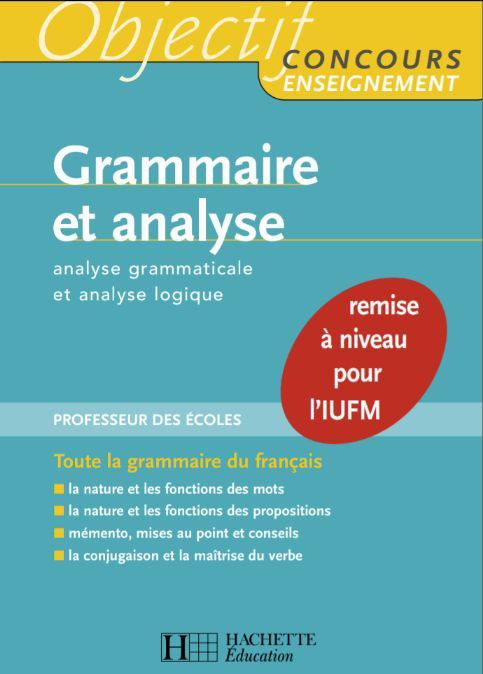 Objectif
CONCOURS
ENSEIGNEMENT
Grammaire
et analyse
analyse grammaticale
et analyse logique
remise
à niveau
pour
l'IUFM
PROFESSEUR DES ÉCOLES
Toute la grammaire du français
la nature et les fonctions des mots
la nature et les fonctions des propositions
mémento, mises au point et conseils
la conjugaison et la maîtrise du verbe
H HACHETTE
Éducation